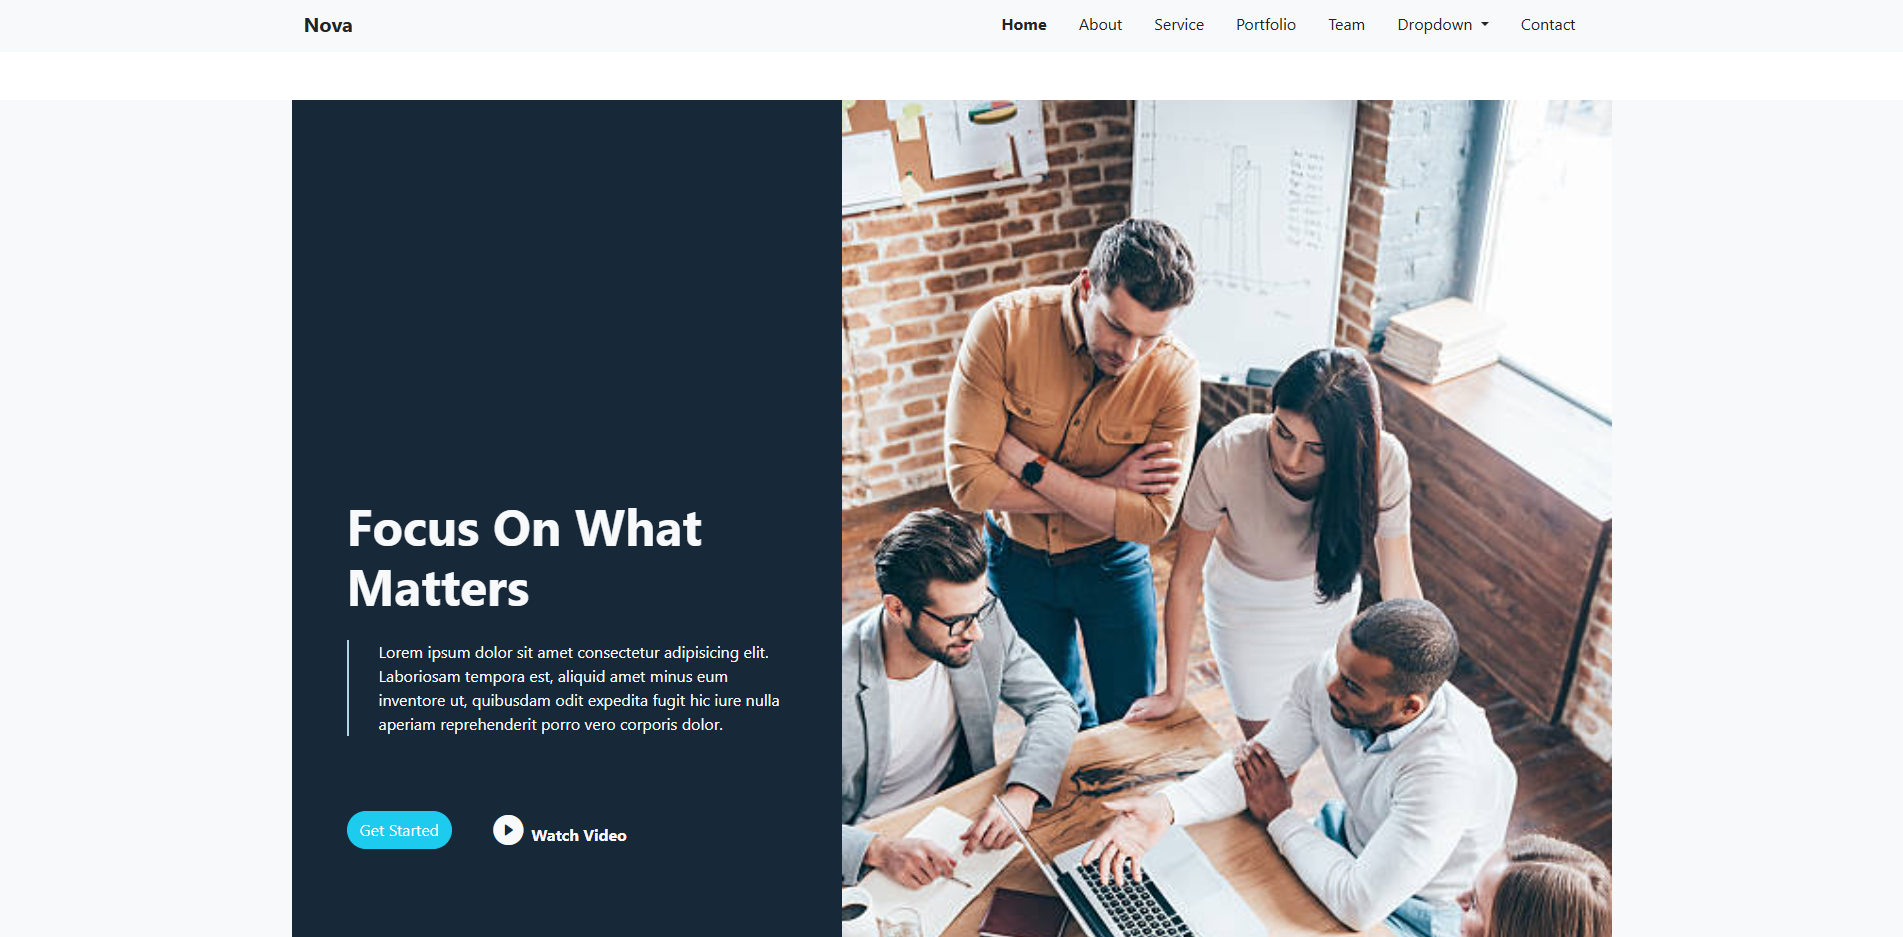 Nova
Home About Service Portfolio Team Dropdown Contact
Focus On What
Matters
Lorem ipsum dolor sit amet consectetur adipisicing elit.
Laboriosam tempora est, aliquid amet minus eum
inventore ut, quibusdam odit expedita fugit hic iure nulla
aperiam reprehenderit porro vero corporis dolor.
Get Started Watch Video